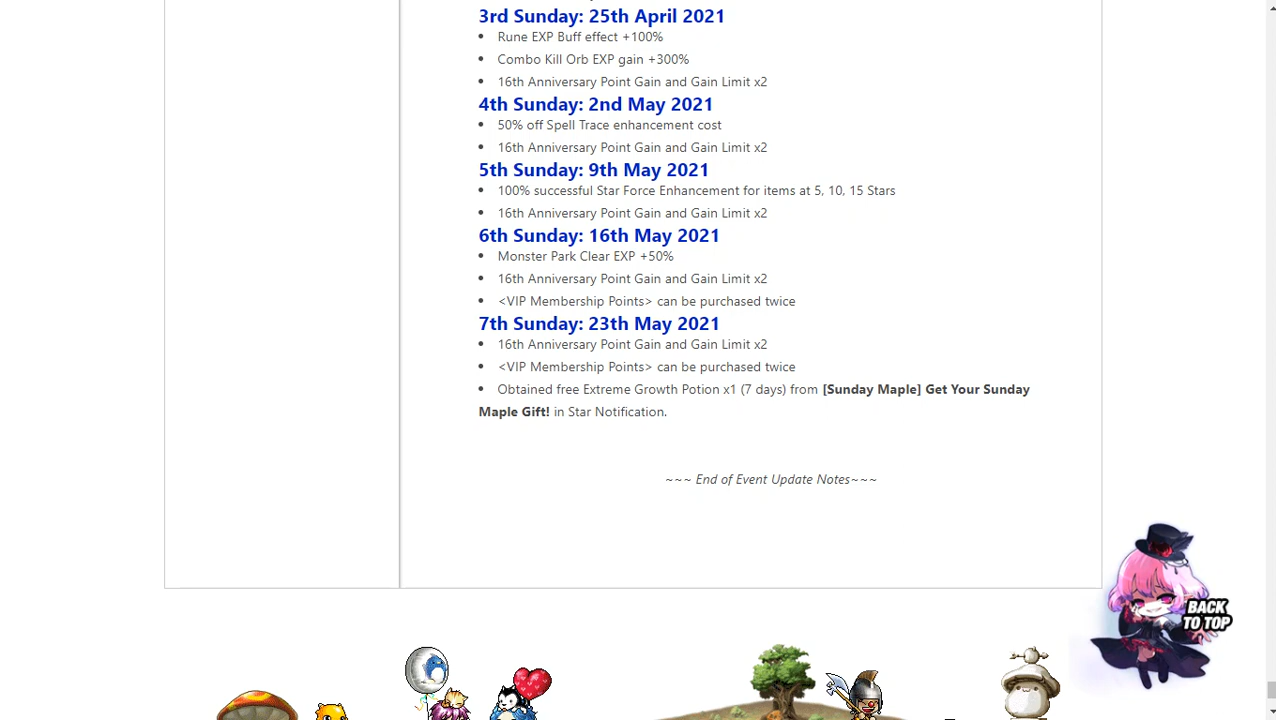 3rd Sunday: 25th April 2021
• Rune EXP Buff effect +100%
• Combo Kill Orb EXP gain +300%
• 16th Anniversary Point Gain and Gain Limit x2
4th Sunday: 2nd May 2021
• 50% off Spell Trace enhancement cost
• 16th Anniversary Point Gain and Gain Limit x2
5th Sunday: 9th May 2021
• 100% successful Star Force Enhancement for items at 5, 10, 15 Stars
• 16th Anniversary Point Gain and Gain Limit x2
6th Sunday: 16th May 2021
• Monster Park Clear EXP +50%
• 16th Anniversary Point Gain and Gain Limit x2
• <VIP Membership Points> can be purchased twice
7th Sunday: 23th May 2021
• 16th Anniversary Point Gain and Gain Limit x2
• <VIP Membership Points> can be purchased twice
• Obtained free Extreme Growth Potion x1 (7 days) from [Sunday Maple] Get Your Sunday
Maple Gift! in Star Notification.
~~~ End of Event Update Notes~~~
BACK
TO TOP